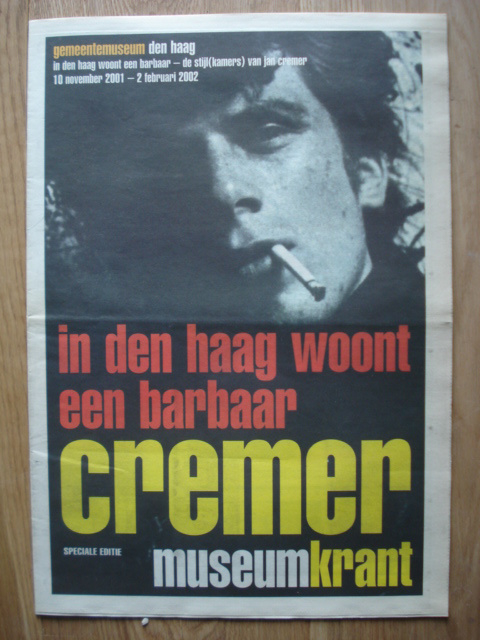 gemeentemuseum den haag
in den haag woont een barbaar – de stijl(kamers) van jan cremer
10 november 2001 – 2 februari 2002
in den haag woont
een barbaar
cremer
SPECIALE EDITIE
museumkrant